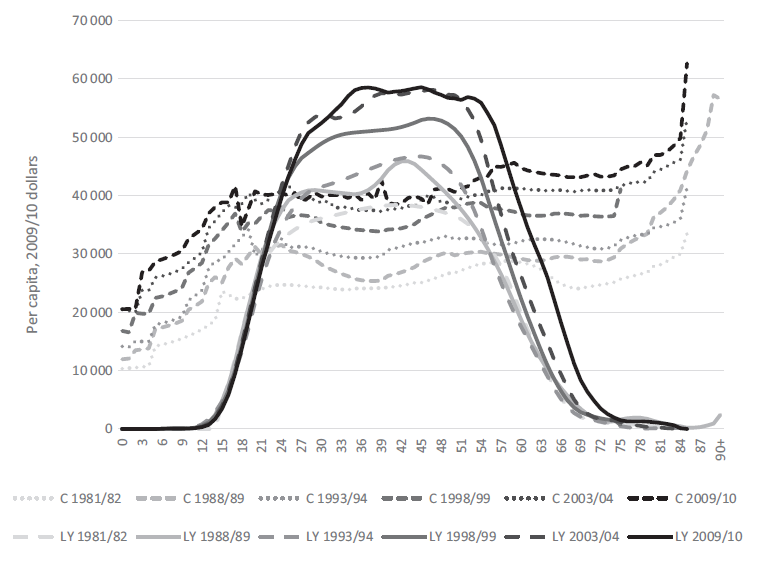 70 000
60 000
50 000
40 000
30 000
20 000
10 000
0
Per capita, 2009/10 dollars
0 3 6 9 12 15 18 21 24 27 30 33 36 39 42 45 48 51 54 57 60 63 66 69 72 75 78 81 84 87 90+
C 1981/82 C 1988/89 C 1993/94 C 1998/99 C 2003/04 C 2009/10
LY 1981/82 LY 1988/89 LY 1993/94 LY 1998/99 LY 2003/04 LY 2009/10